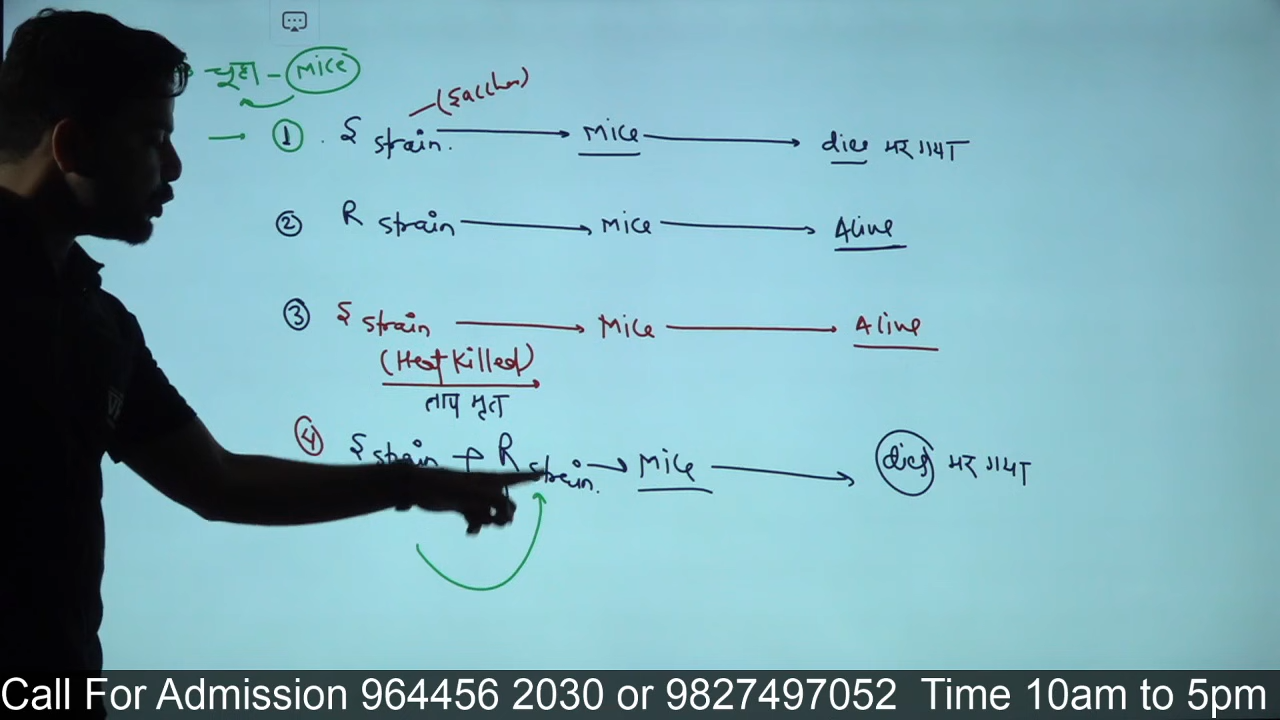 चूहा - Mice
(Sacchar)
① . S strain. → Mice → dies मर गया
② R strain → Mice → Alive
③ S strain → Mice → Alive
(Heat Killed)
ताप मृत
④ S strain + R strain. → Mice → dies मर गया
Call For Admission 964456 2030 or 9827497052 Time 10am to 5pm